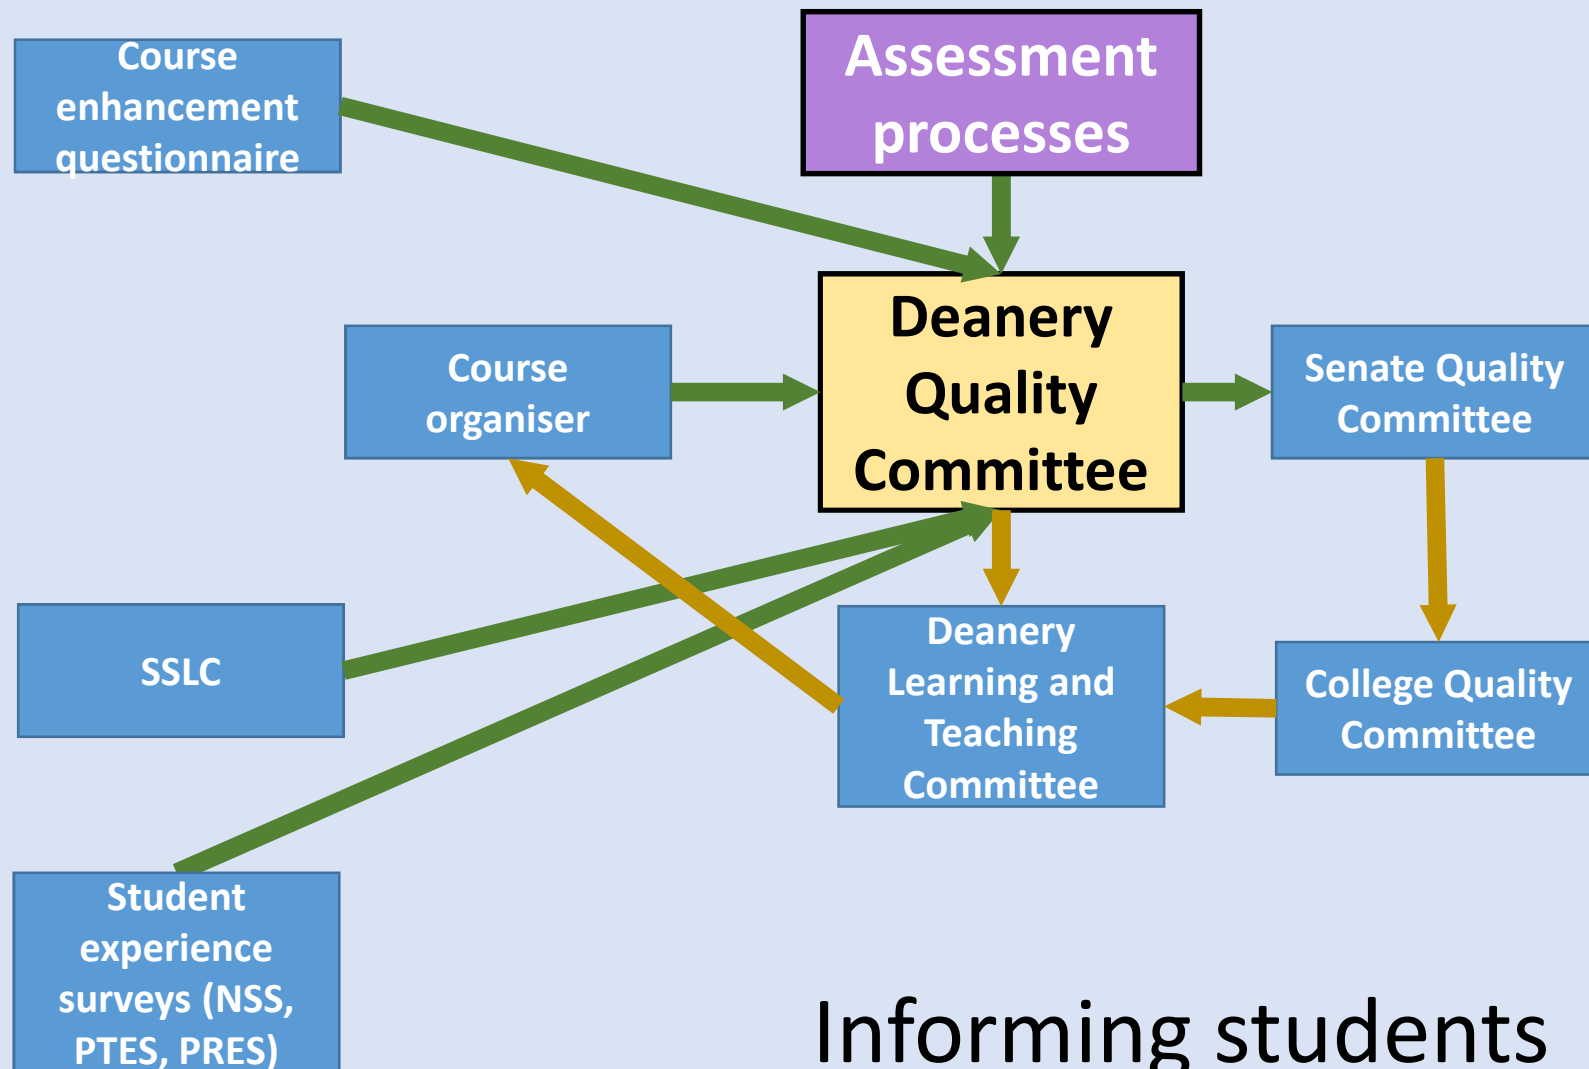 Course
enhancement
questionnaire
Assessment
processes
Course
organiser
Deanery
Quality
Committee
Senate Quality
Committee
SSLC
Deanery
Learning and
Teaching
Committee
College Quality
Committee
Student
experience
surveys (NSS,
PTES, PRES)
Informing students